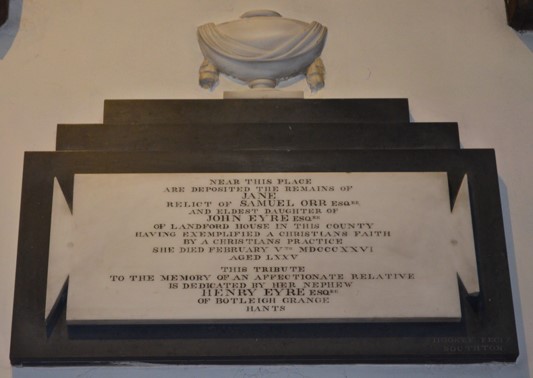 NEAR THIS PLACE
ARE DEPOSITED THE REMAINS OF
JANE
RELICT OF SAMUEL ORR ESQRE.
AND ELDEST DAUGHTER OF
JOHN EYRE ESQRE.
OF LANDFORD HOUSE IN THIS COUNTY
HAVING EXEMPLIFIED A CHRISTIANS FAITH
BY A CHRISTIANS PRACTICE
SHE DIED FEBRUARY VTH MDCCCXXVI
AGED LXXV
THIS TRIBUTE
TO THE MEMORY OF AN AFFECTIONATE RELATIVE
IS DEDICATED BY HER NEPHEW
HENRY EYRE ESQRE.
OF BOTLEIGH GRANGE
HANTS
SOUTHTON